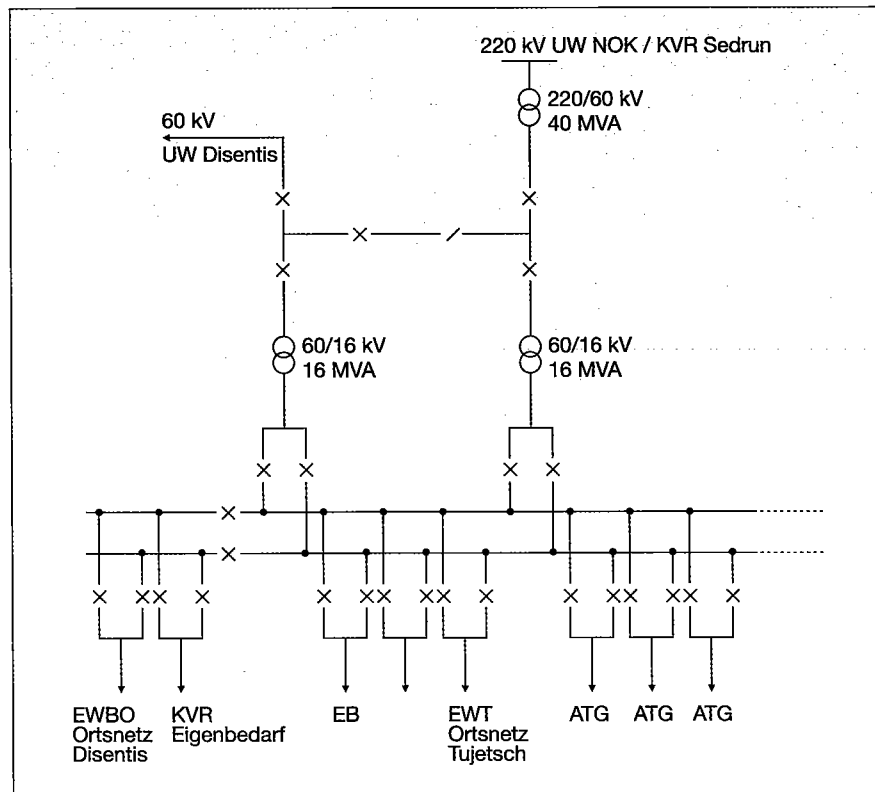 220 kV UW NOK / KVR Sedrun
220/60 kV
40 MVA
60 kV
UW Disentis
60/16 kV
16 MVA
60/16 kV
16 MVA
EWBO
Ortsnetz
Disentis
KVR
Eigenbedarf
EB
EWT
Ortsnetz
Tujetsch
ATG
ATG
ATG